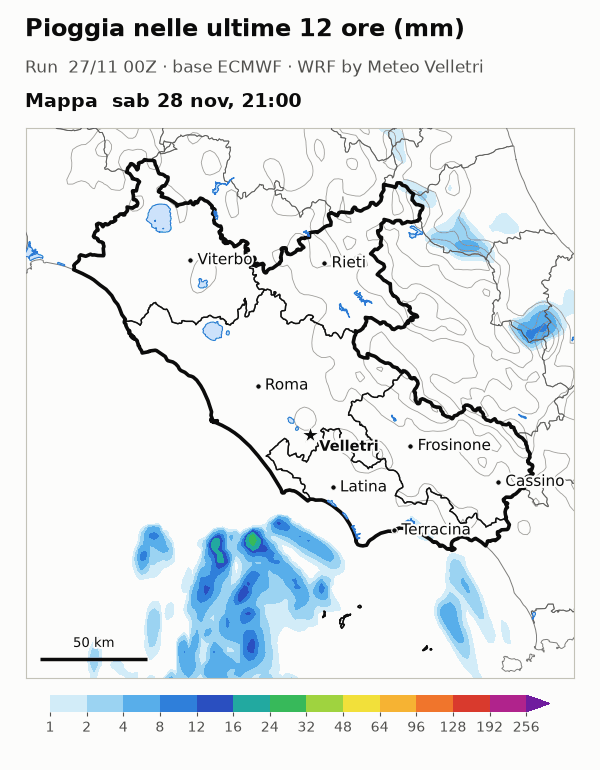 Pioggia nelle ultime 12 ore (mm)
Run  27/11 00Z · base ECMWF · WRF by Meteo Velletri
Mappa  sab 28 nov, 21:00
Viterbo
Rieti
Roma
Velletri
Frosinone
Cassino
Latina
Terracina
50 km
1 2 4 8 12 16 24 32 48 64 96 128 192 256